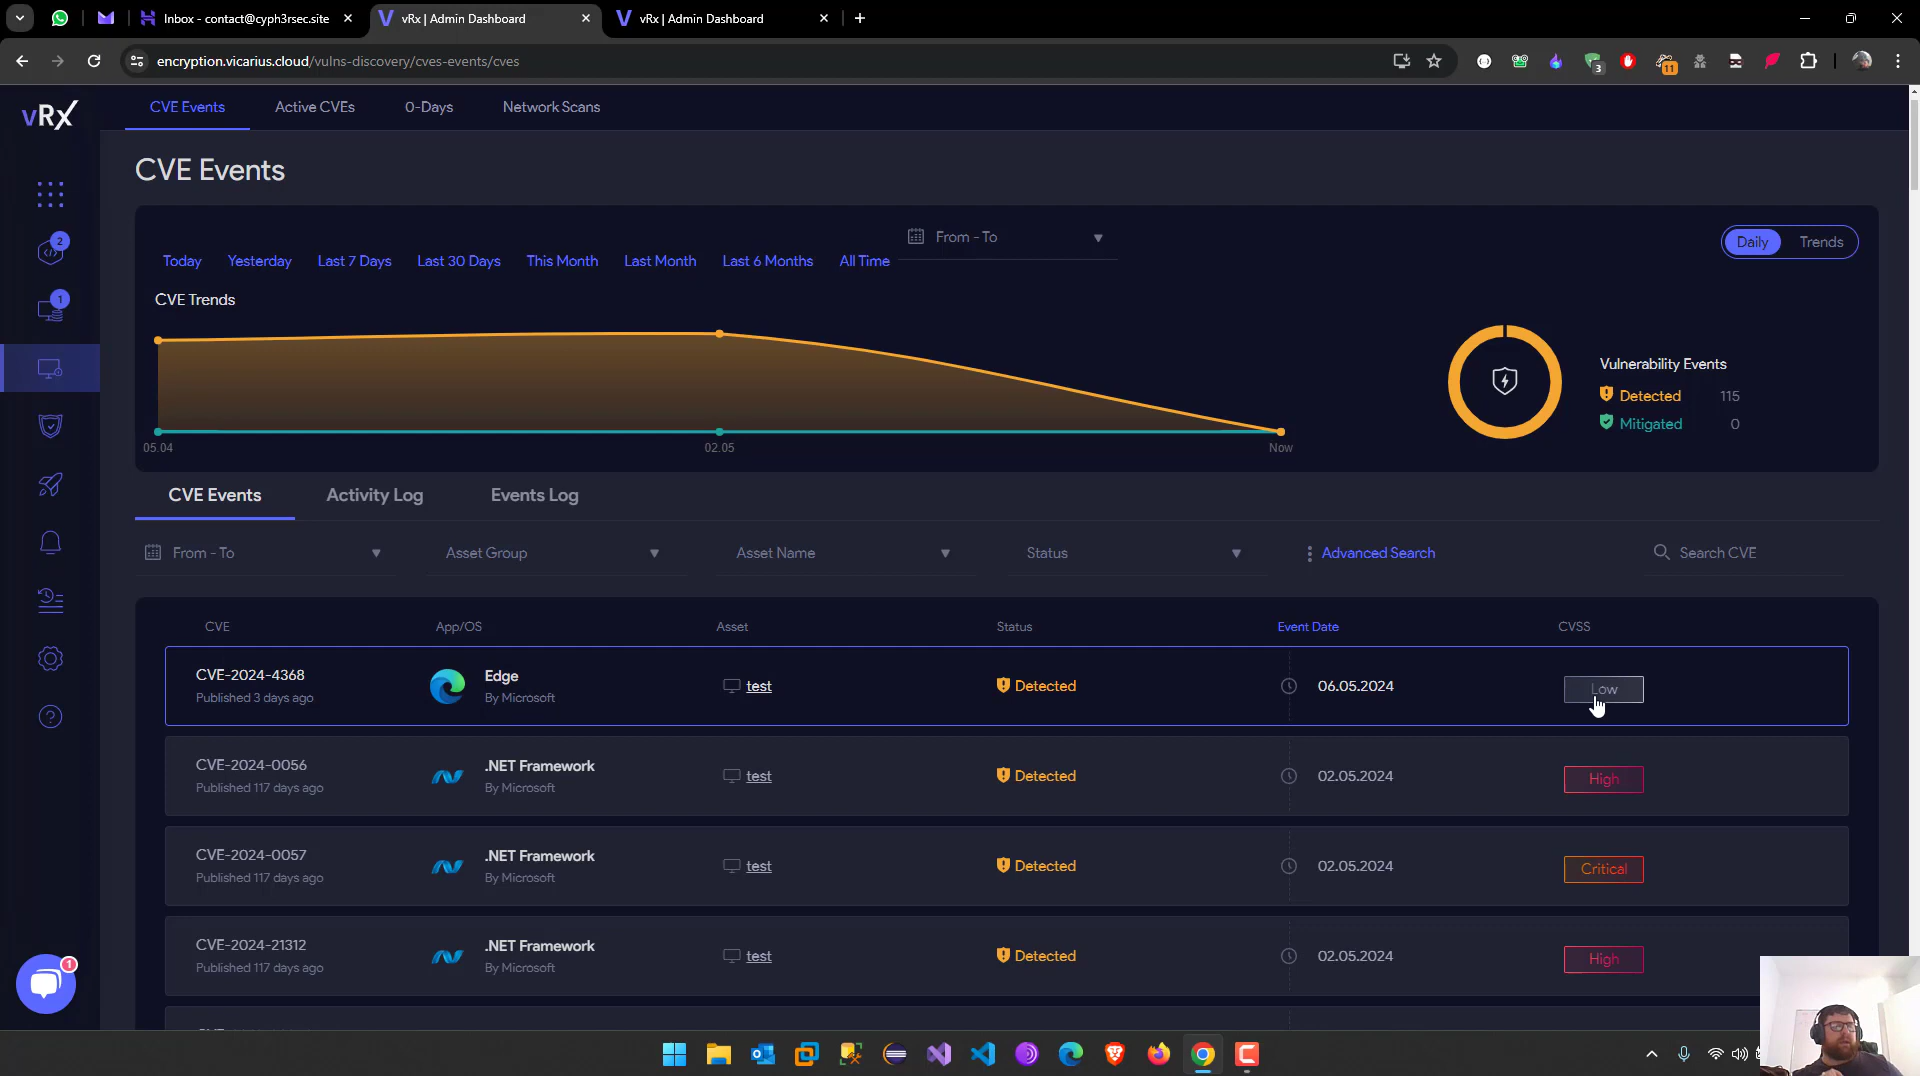 Inbox - contact@cyph3rsec.site
vRx | Admin Dashboard
vRx | Admin Dashboard
encryption.vicarius.cloud/vulns-discovery/cves-events/cves
3
11
vRX
CVE Events
Active CVEs
0-Days
Network Scans
2
1
CVE Events
From - To
Daily
Trends
Today
Yesterday
Last 7 Days
Last 30 Days
This Month
Last Month
Last 6 Months
All Time
CVE Trends
05.04
02.05
Now
Vulnerability Events
Detected 115
Mitigated 0
CVE Events
Activity Log
Events Log
From - To
Asset Group
Asset Name
Status
Advanced Search
Search CVE
CVE
App/OS
Asset
Status
Event Date
CVSS
CVE-2024-4368
Published 3 days ago
Edge
By Microsoft
test
Detected
06.05.2024
Low
CVE-2024-0056
Published 117 days ago
.NET Framework
By Microsoft
test
Detected
02.05.2024
High
CVE-2024-0057
Published 117 days ago
.NET Framework
By Microsoft
test
Detected
02.05.2024
Critical
CVE-2024-21312
Published 117 days ago
.NET Framework
By Microsoft
test
Detected
02.05.2024
High
1